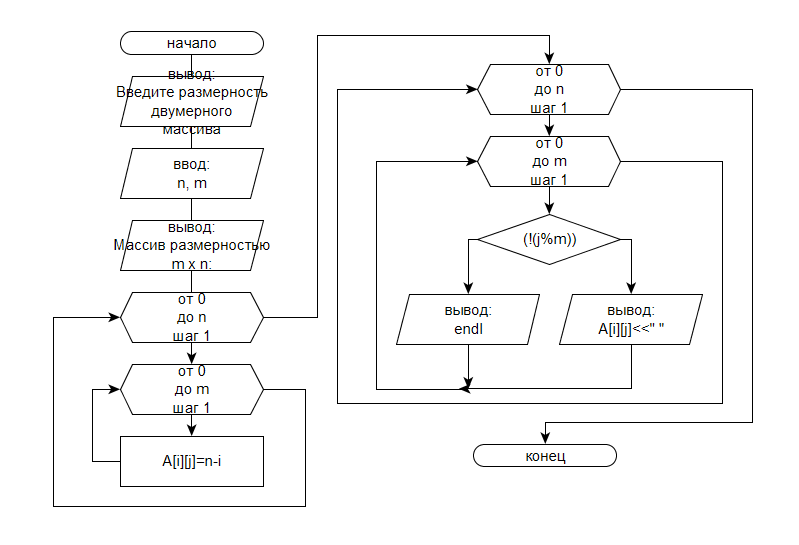 начало
вывод:
Введите размерность
двумерного
массива
ввод:
n, m
вывод:
Массив размерностью
m x n:
от 0
до n
шаг 1
от 0
до m
шаг 1
A[i][j]=n-i
от 0
до n
шаг 1
от 0
до m
шаг 1
(!(j%m))
вывод:
endl
вывод:
A[i][j]<<" "
конец